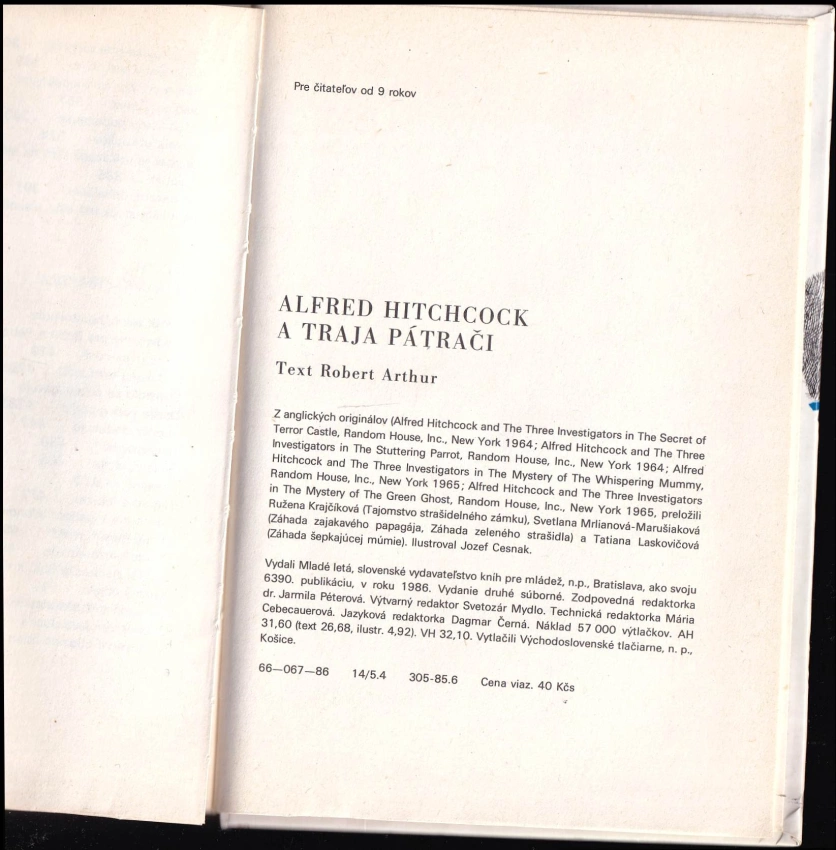 Pre čitateľov od 9 rokov
ALFRED HITCHCOCK
A TRAJA PÁTRAČI
Text Robert Arthur
Z anglických originálov (Alfred Hitchcock and The Three Investigators in The Secret of
Terror Castle, Random House, Inc., New York 1964; Alfred Hitchcock and The Three
Investigators in The Stuttering Parrot, Random House, Inc., New York 1964; Alfred
Hitchcock and The Three Investigators in The Mystery of The Whispering Mummy,
Random House, Inc., New York 1965; Alfred Hitchcock and The Three Investigators
in The Mystery of The Green Ghost, Random House, Inc., New York 1965, preložili
Ružena Krajčíková (Tajomstvo strašidelného zámku), Svetlana Mrlianová-Marušiaková
(Záhada zajakavého papagája, Záhada zeleného strašidla) a Tatiana Laskovičová
(Záhada šepkajúcej múmie). Ilustroval Jozef Cesnak.
Vydali Mladé letá, slovenské vydavateľstvo kníh pre mládež, n.p., Bratislava, ako svoju
6390. publikáciu, v roku 1986. Vydanie druhé súborné. Zodpovedná redaktorka
dr. Jarmila Péterová. Výtvarný redaktor Svetozár Mydlo. Technická redaktorka Mária
Cebecauerová. Jazyková redaktorka Dagmar Černá. Náklad 57 000 výtlačkov. AH
31,60 (text 26,68, ilustr. 4,92). VH 32,10. Vytlačili Východoslovenské tlačiarne, n. p.,
Košice.
66—067—86 14/5.4 305-85.6 Cena viaz. 40 Kčs